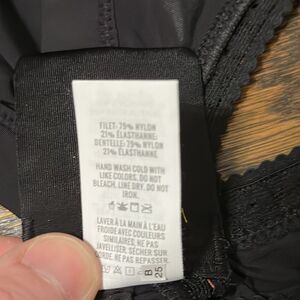 FILET: 79% NYLON
21% ÉLASTHANNE;
DENTELLE: 79% NYLON
21% ÉLASTHANNE
HAND WASH COLD WITH
LIKE COLORS. DO NOT
BLEACH. LINE DRY. DO NOT
IRON.
LAVER À LA MAIN D'EAU
FROIDE AVEC COULEURS
SIMILAIRES, NE PAS
JAVELLISER, SÉCHER SUR
CORDE. NE PAS REPASSER.
B
25